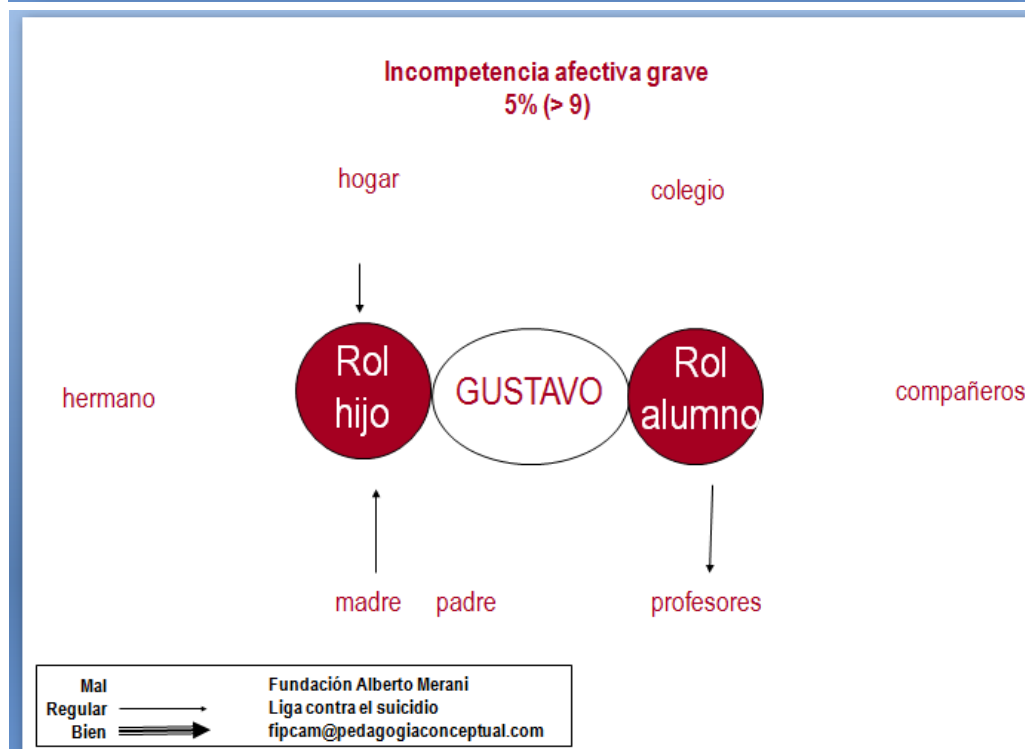 Incompetencia afectiva grave
5% (> 9)
hogar
colegio
hermano
Rol
hijo
GUSTAVO
Rol
alumno
compañeros
madre padre
profesores
Mal Fundación Alberto Merani
Regular Liga contra el suicidio
Bien fipcam@pedagogiaconceptual.com